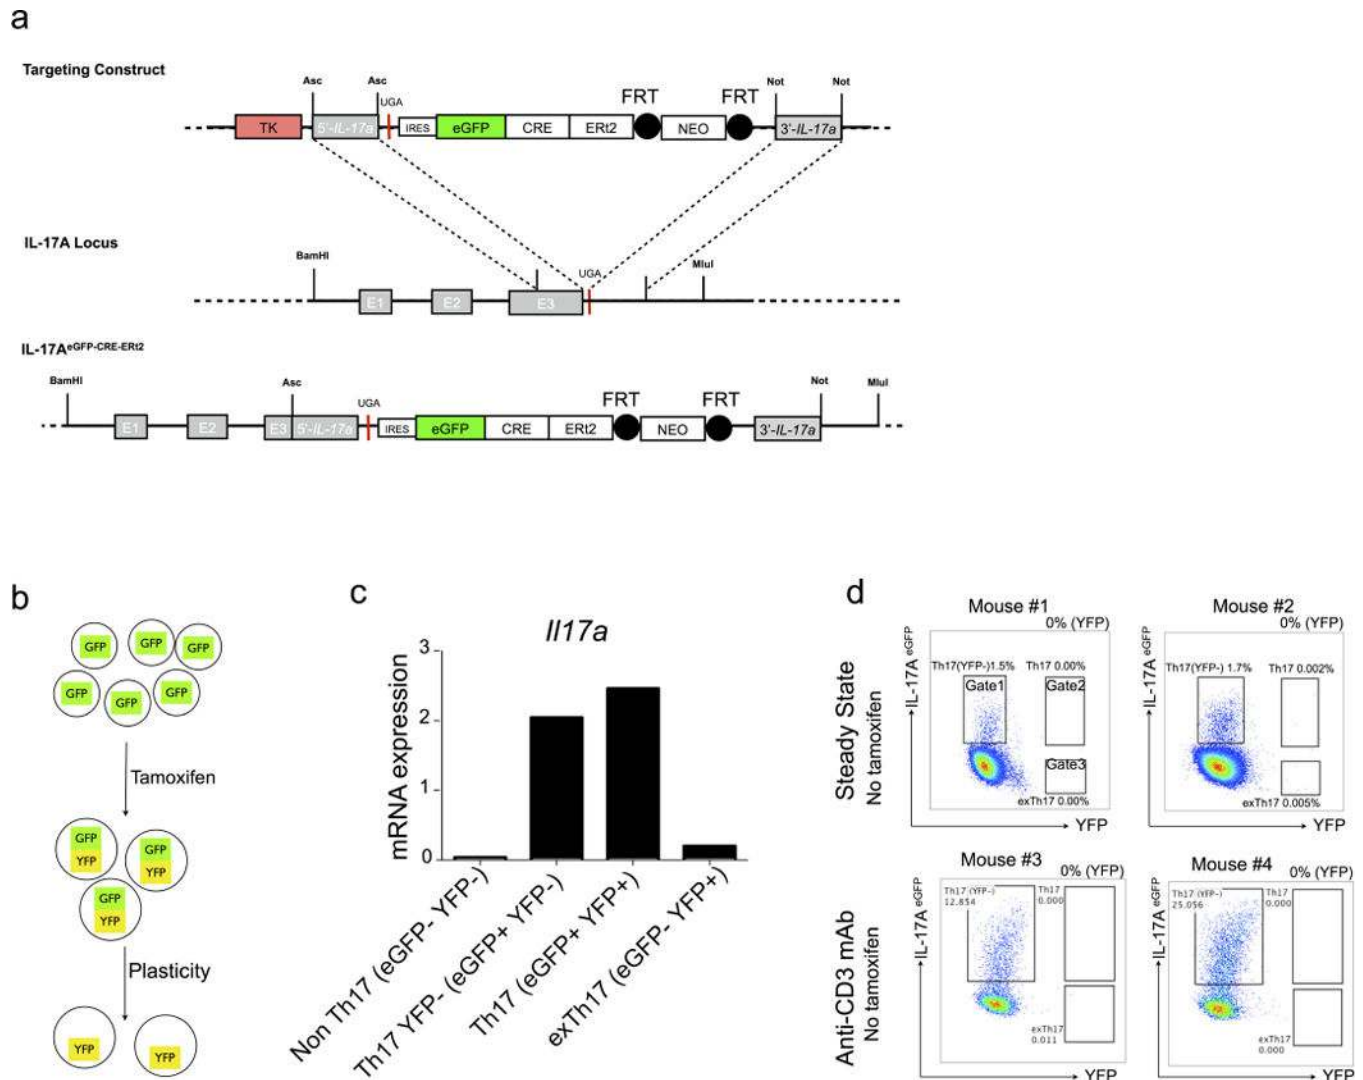 a
Targeting Construct
Asc Asc UGA FRT FRT Not Not
TK 5'-IL-17a IRES eGFP CRE ERt2 NEO 3'-IL-17a
IL-17A Locus
BamHI UGA MluI
E1 E2 E3
IL-17AeGFP-CRE-ERt2
BamHI Asc UGA FRT FRT Not MluI
E1 E2 E3 5'-IL-17a IRES eGFP CRE ERt2 NEO 3'-IL-17a
b
GFP GFP GFP
GFP GFP GFP
Tamoxifen
GFP YFP
GFP YFP
GFP YFP
Plasticity
YFP YFP
c
Il17a
mRNA expression
3
2
1
0
Non Th17 (eGFP- YFP-)
Th17 YFP- (eGFP+ YFP-)
Th17 (eGFP+ YFP+)
exTh17 (eGFP- YFP+)
d
Steady State
No tamoxifen
Mouse #1
0% (YFP)
IL-17A eGFP
Th17(YFP-)1.5% Th17 0.00%
Gate1 Gate2
Gate3
exTh17 0.00%
YFP
Mouse #2
0% (YFP)
IL-17A eGFP
Th17(YFP-) 1.7% Th17 0.002%
exTh17 0.005%
YFP
Anti-CD3 mAb
No tamoxifen
Mouse #3
0% (YFP)
IL-17A eGFP
Th17 (YFP-)
12.854
Th17
0.000
exTh17
0.011
YFP
Mouse #4
0% (YFP)
IL-17A eGFP
Th17 (YFP-)
25.056
Th17
0.000
exTh17
0.000
YFP